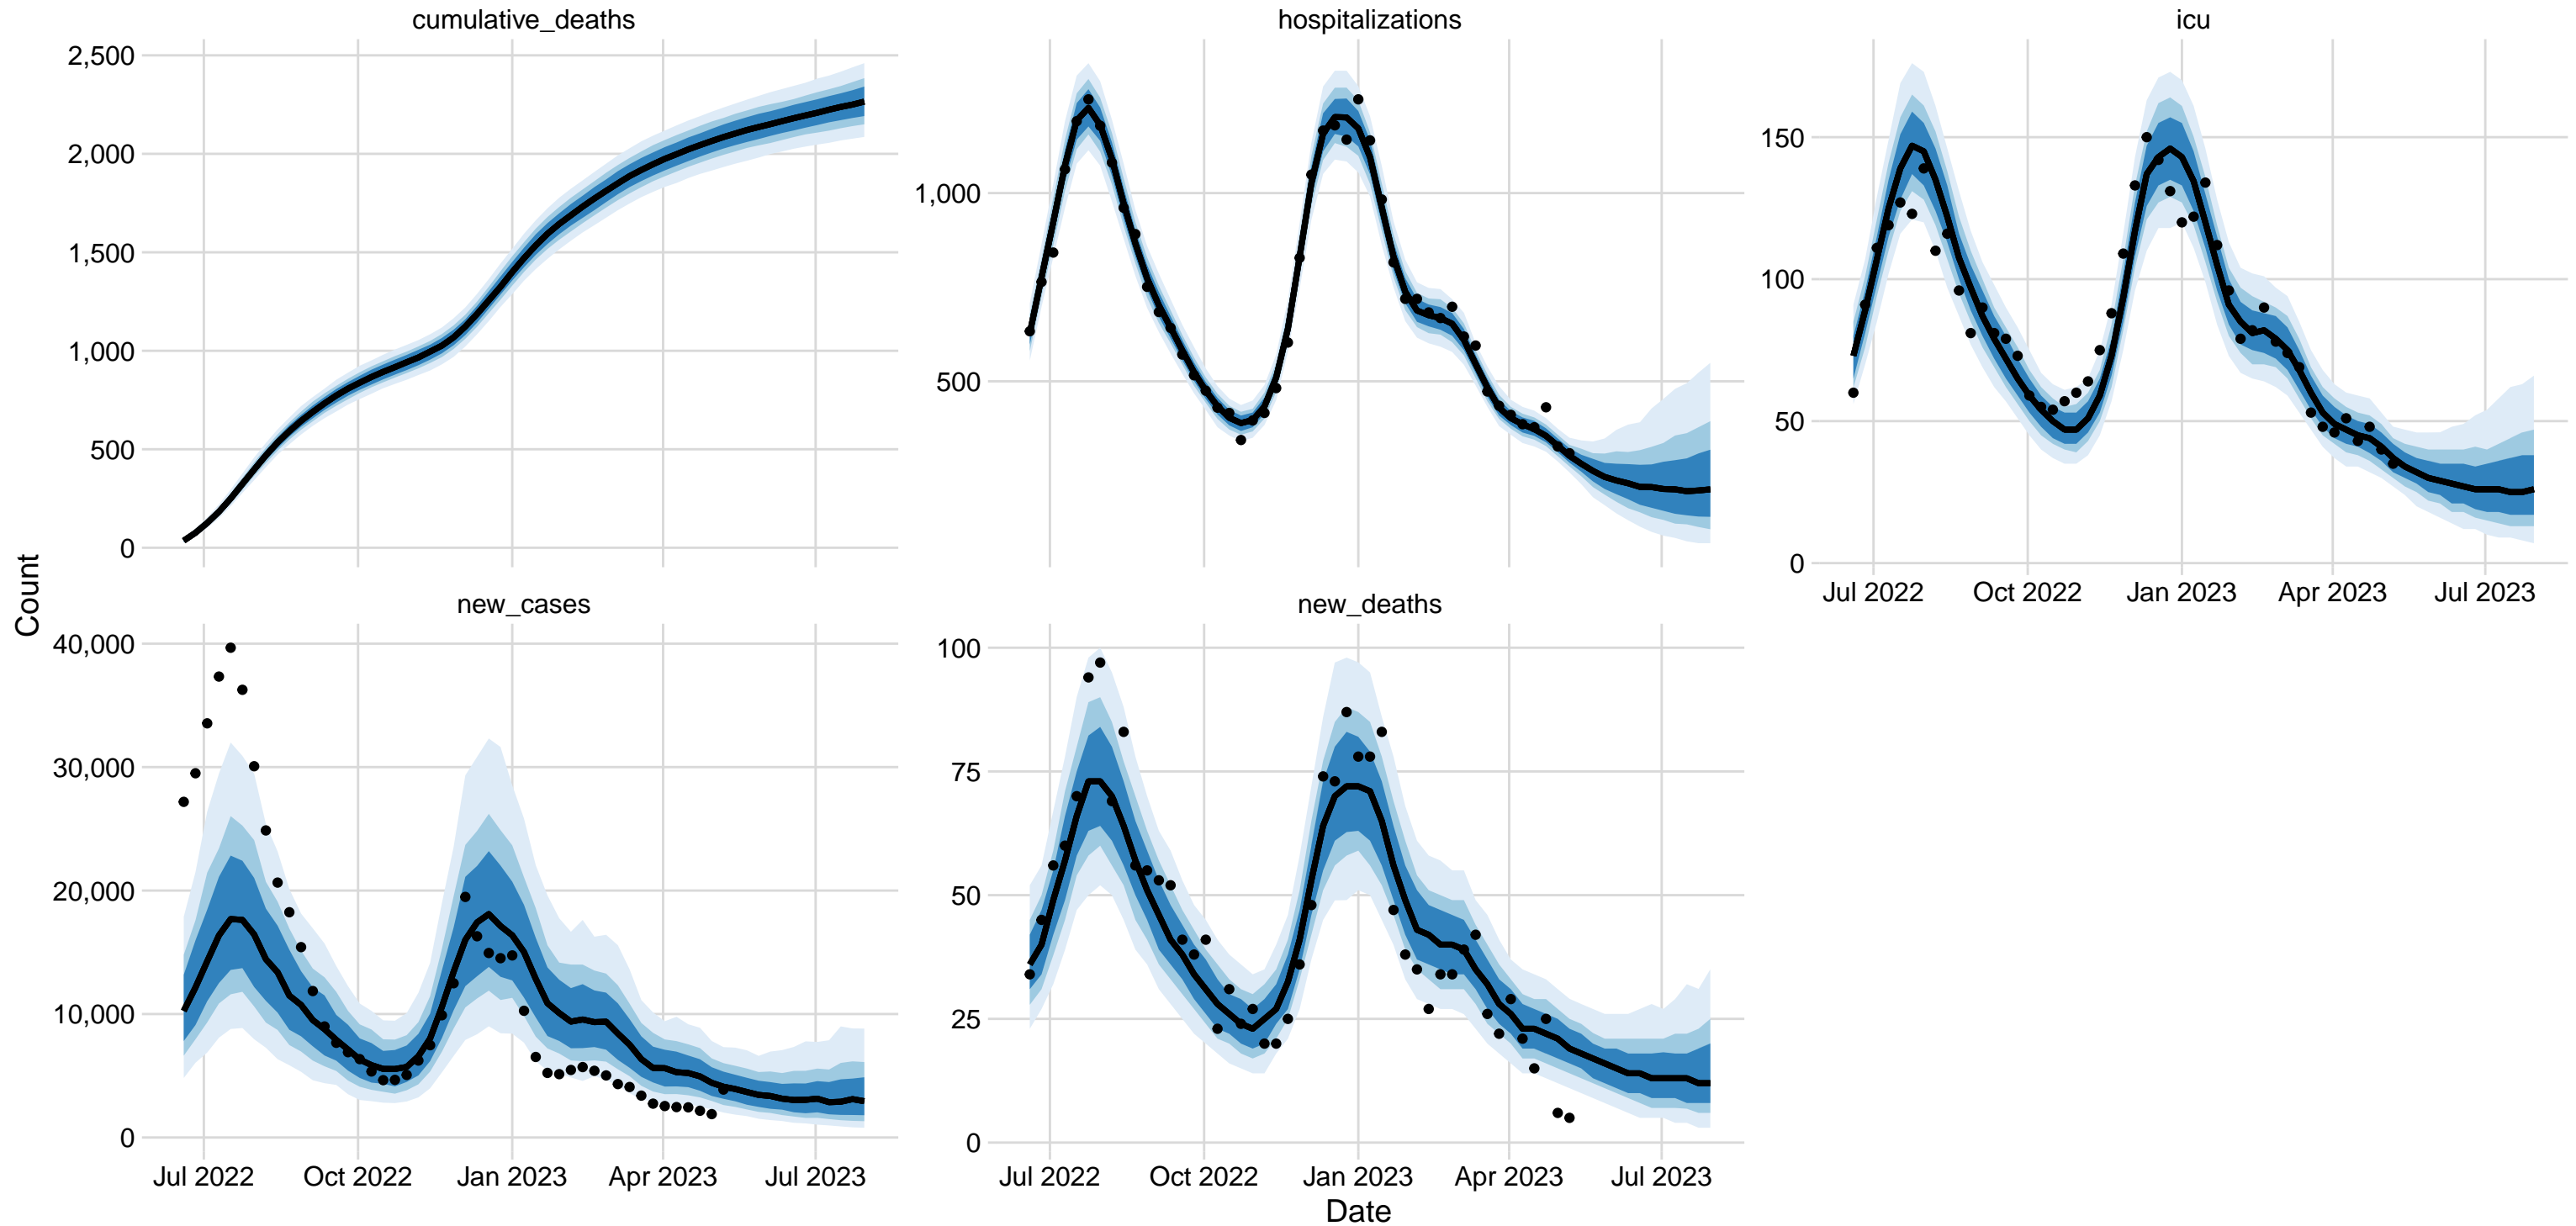 cumulative_deaths
hospitalizations
icu
2,500
2,000
1,500
1,000
500
0
1,000
500
150
100
50
0
Jul 2022 Oct 2022 Jan 2023 Apr 2023 Jul 2023
Count
new_cases
new_deaths
40,000
30,000
20,000
10,000
0
100
75
50
25
0
Jul 2022 Oct 2022 Jan 2023 Apr 2023 Jul 2023
Jul 2022 Oct 2022 Jan 2023 Apr 2023 Jul 2023
Date